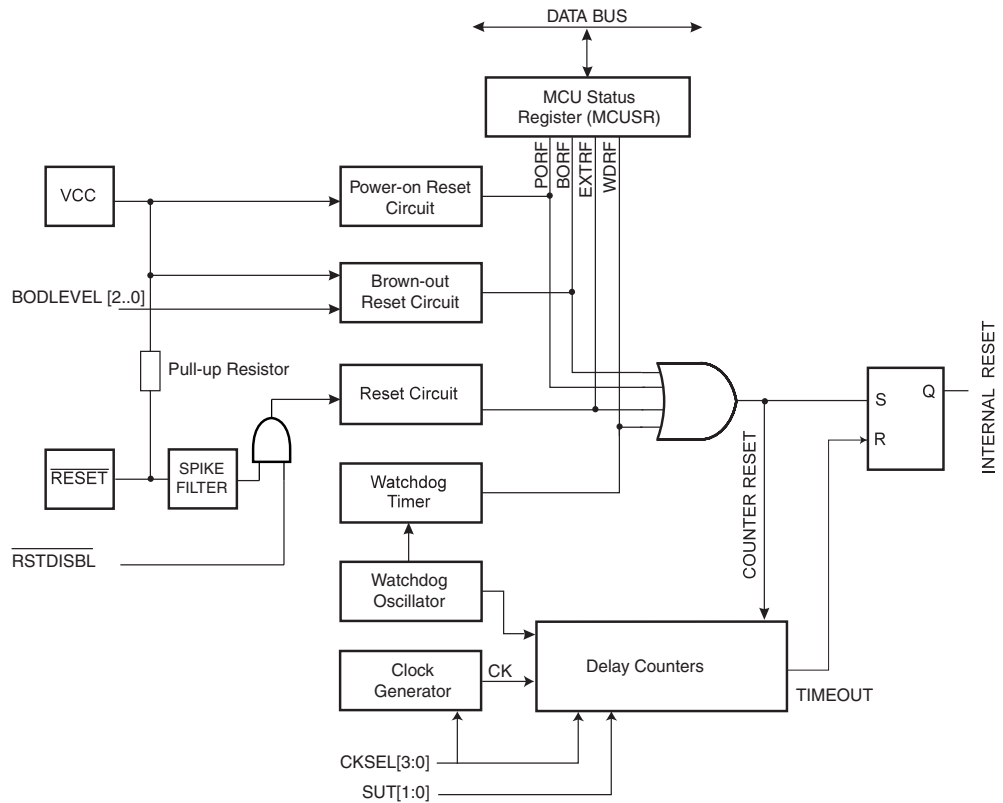 DATA BUS
MCU Status
Register (MCUSR)
PORF
BORF
EXTRF
WDRF
VCC
Power-on Reset
Circuit
Brown-out
Reset Circuit
BODLEVEL [2..0]
Pull-up Resistor
Reset Circuit
S
Q
R
INTERNAL RESET
RESET
SPIKE
FILTER
Watchdog
Timer
COUNTER RESET
RSTDISBL
Watchdog
Oscillator
Clock
Generator
CK
Delay Counters
TIMEOUT
CKSEL[3:0]
SUT[1:0]